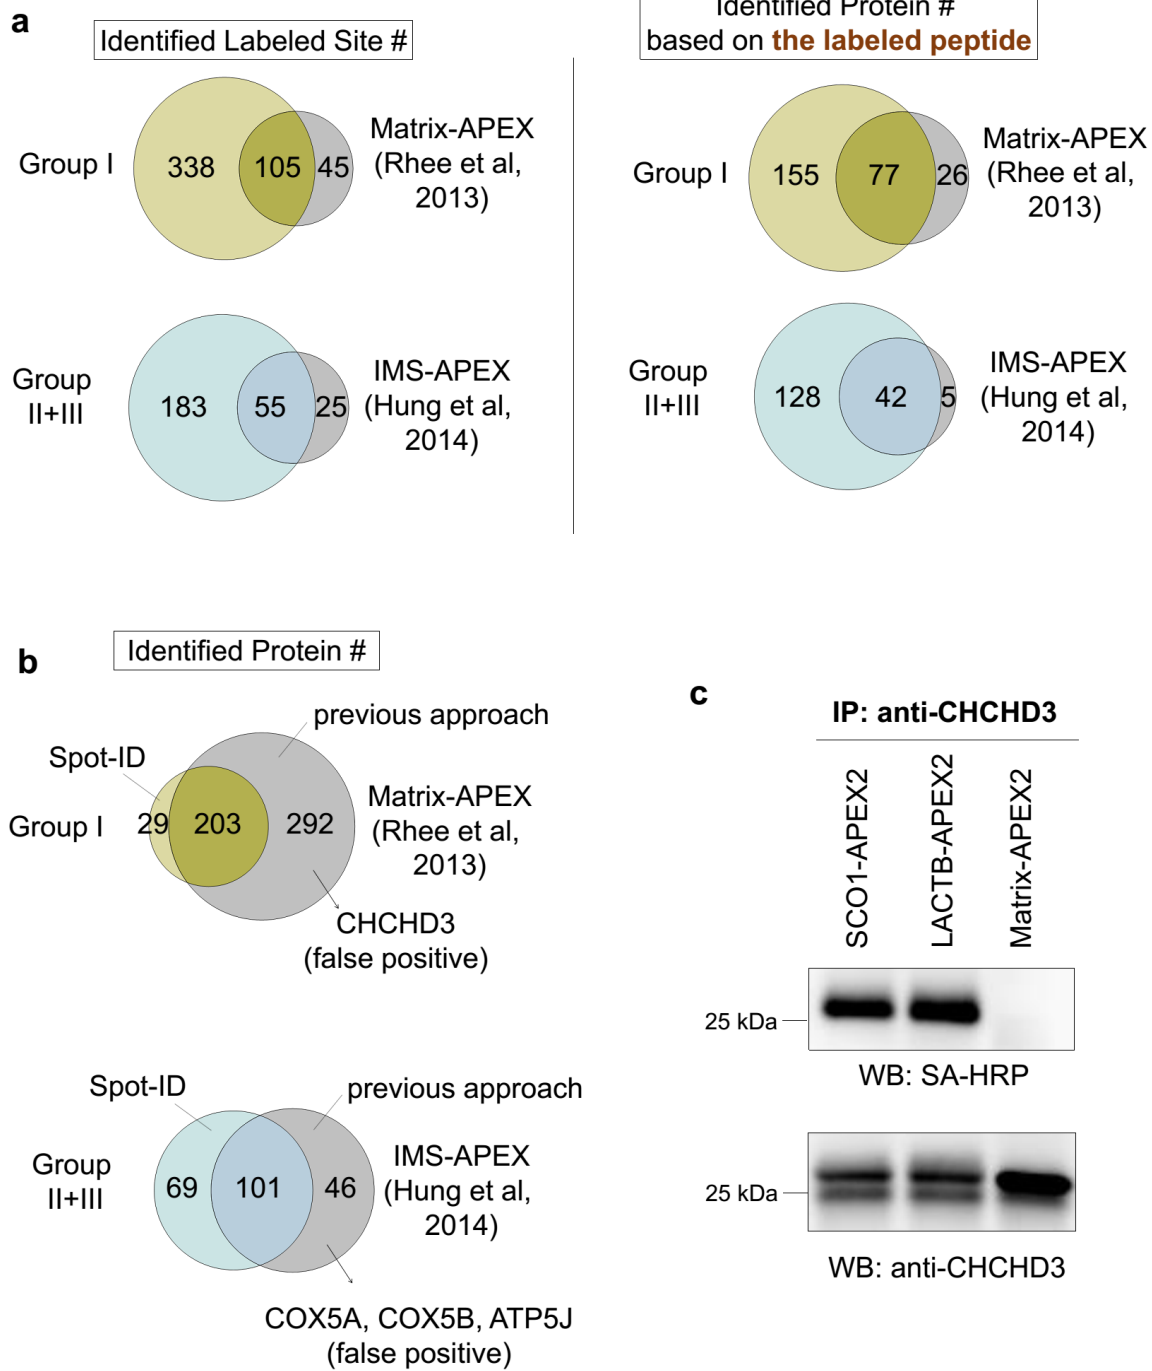 a
Identified Labeled Site #
Identified Protein #
based on the labeled peptide
Group I
338
105
45
Matrix-APEX
(Rhee et al,
2013)
Group I
155
77
26
Matrix-APEX
(Rhee et al,
2013)
Group
II+III
183
55
25
IMS-APEX
(Hung et al,
2014)
Group
II+III
128
42
5
IMS-APEX
(Hung et al,
2014)
b
Identified Protein #
previous approach
Spot-ID
Group I
29
203
292
Matrix-APEX
(Rhee et al,
2013)
CHCHD3
(false positive)
Spot-ID
previous approach
Group
II+III
69
101
46
IMS-APEX
(Hung et al,
2014)
COX5A, COX5B, ATP5J
(false positive)
c
IP: anti-CHCHD3
SCO1-APEX2
LACTB-APEX2
Matrix-APEX2
25 kDa
WB: SA-HRP
25 kDa
WB: anti-CHCHD3